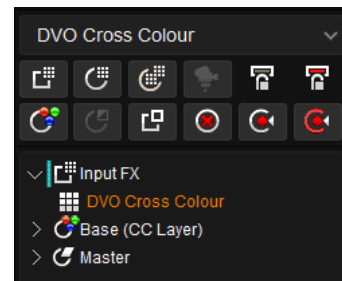 DVO Cross Colour
Input FX
DVO Cross Colour
Base (CC Layer)
Master